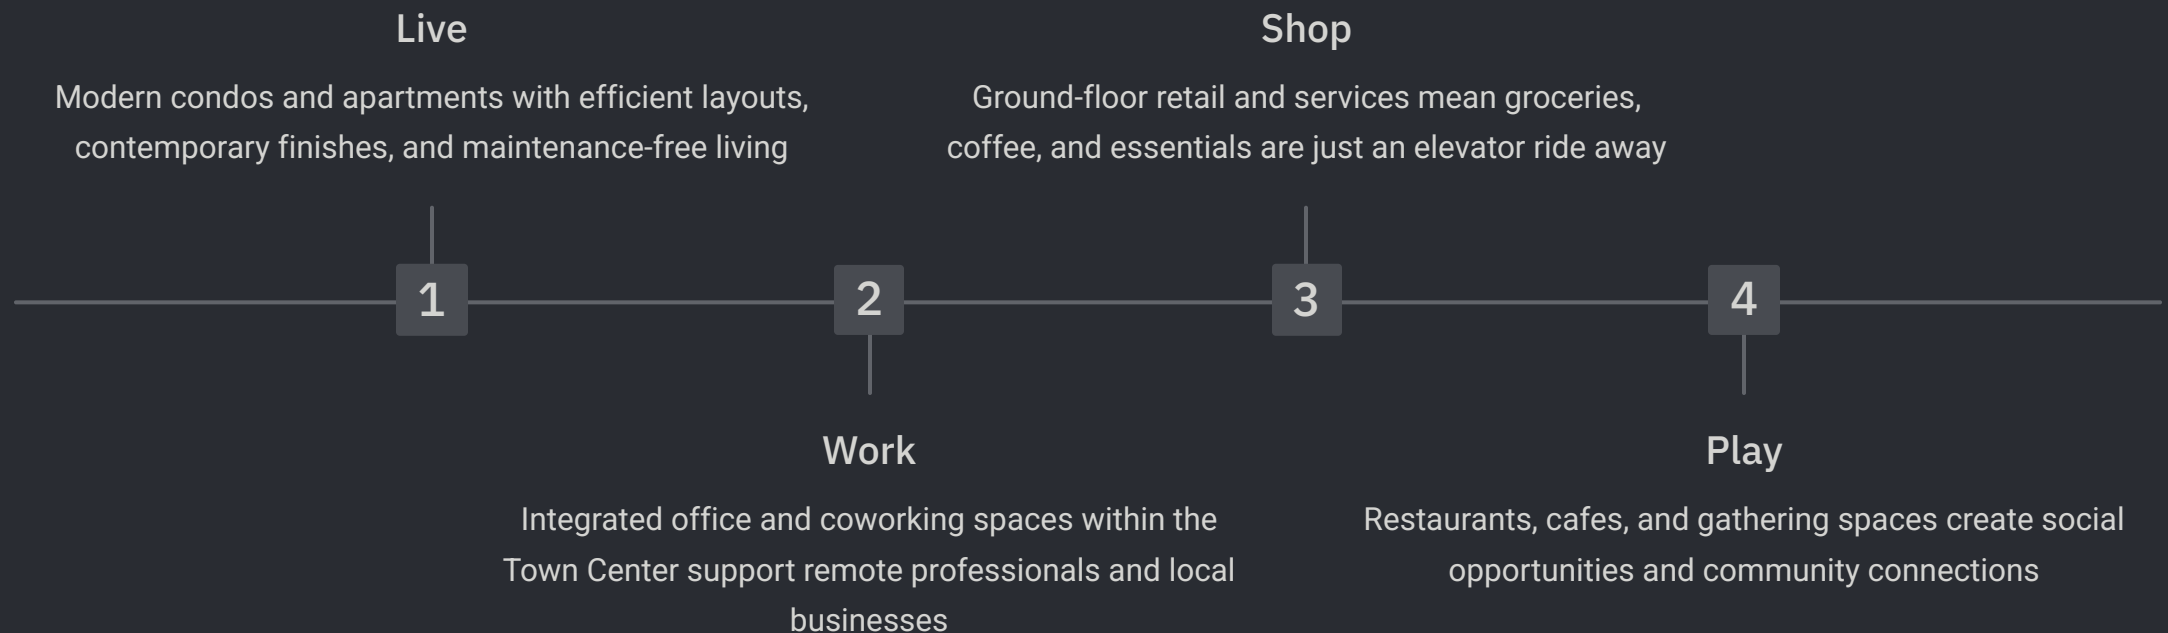 Live
Modern condos and apartments with efficient layouts,
contemporary finishes, and maintenance-free living
Shop
Ground-floor retail and services mean groceries,
coffee, and essentials are just an elevator ride away
1
2
3
4
Work
Integrated office and coworking spaces within the
Town Center support remote professionals and local
businesses
Play
Restaurants, cafes, and gathering spaces create social
opportunities and community connections